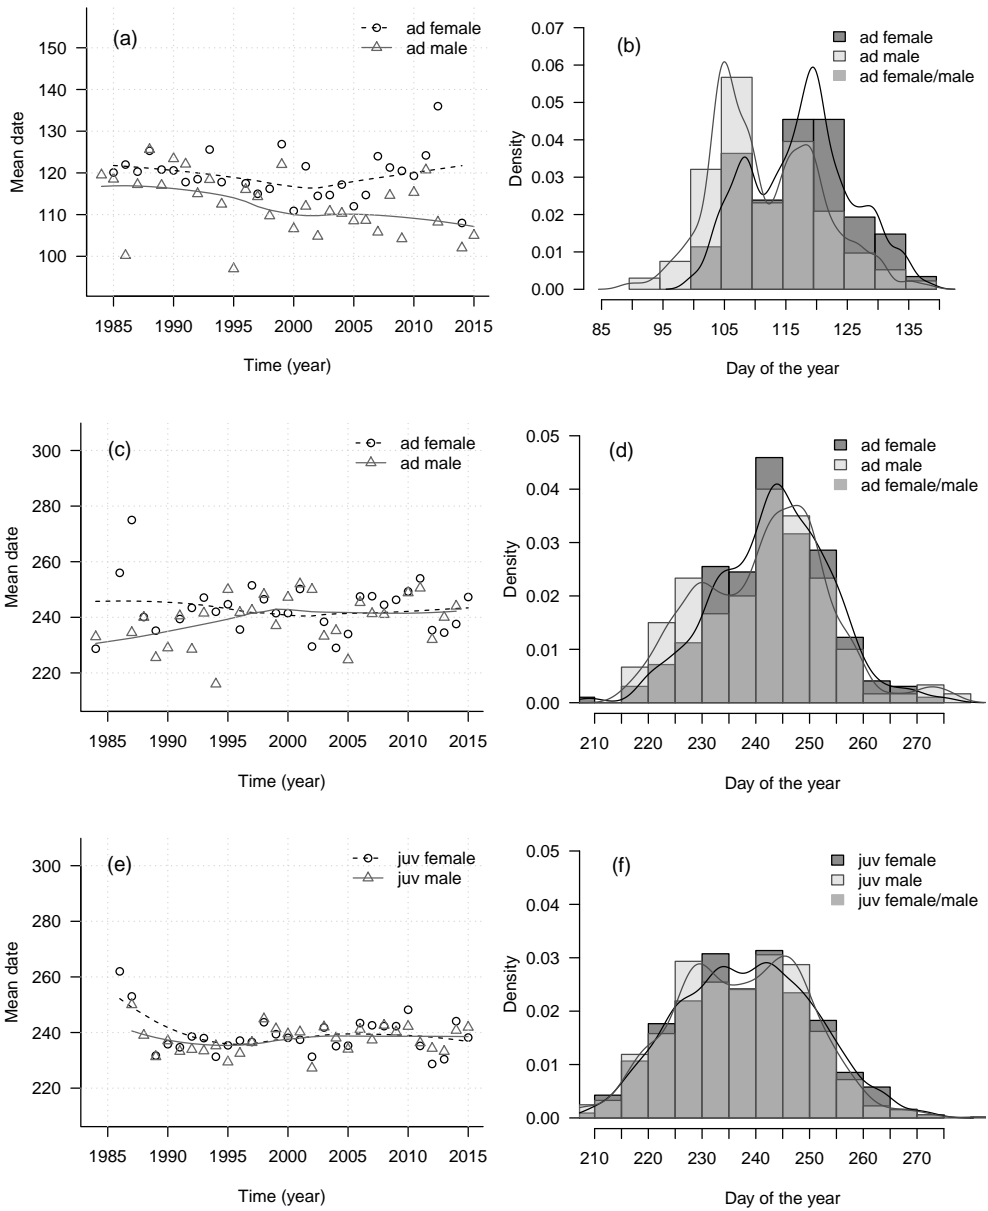 (a)
ad female
ad male
150
140
130
120
110
100
Mean date
1985 1990 1995 2000 2005 2010 2015
Time (year)
(b)
ad female
ad male
ad female/male
0.07
0.06
0.05
0.04
0.03
0.02
0.01
0.00
Density
85 95 105 115 125 135
Day of the year
(c)
ad female
ad male
300
280
260
240
220
Mean date
1985 1990 1995 2000 2005 2010 2015
Time (year)
(d)
ad female
ad male
ad female/male
0.05
0.04
0.03
0.02
0.01
0.00
Density
210 220 230 240 250 260 270
Day of the year
(e)
juv female
juv male
300
280
260
240
220
Mean date
1985 1990 1995 2000 2005 2010 2015
Time (year)
(f)
juv female
juv male
juv female/male
0.05
0.04
0.03
0.02
0.01
0.00
Density
210 220 230 240 250 260 270
Day of the year